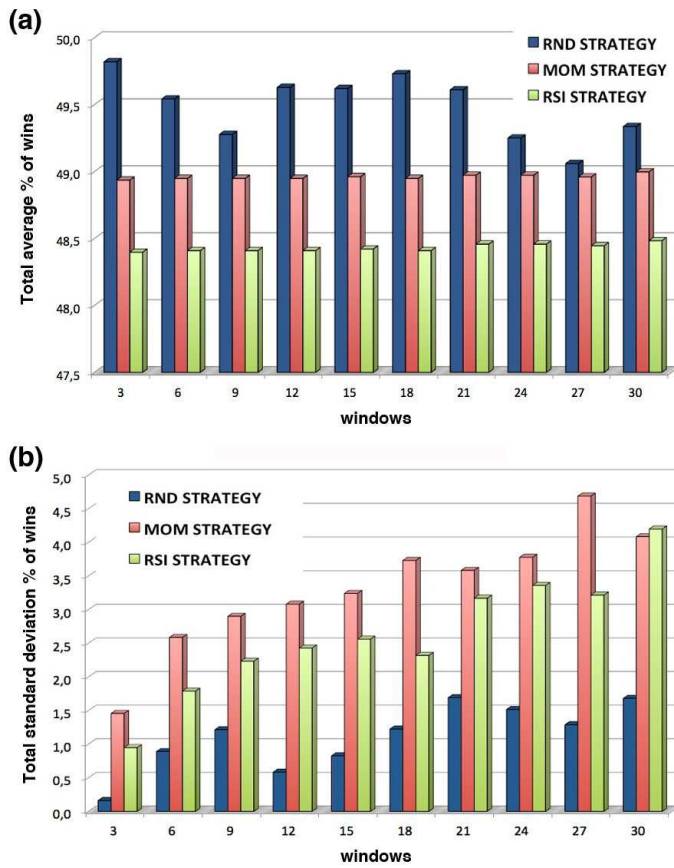 (a)
Total average % of wins
50,0
49,5
49,0
48,5
48,0
47,5
RND STRATEGY
MOM STRATEGY
RSI STRATEGY
3 6 9 12 15 18 21 24 27 30
windows
(b)
Total standard deviation % of wins
5,0
4,5
4,0
3,5
3,0
2,5
2,0
1,5
1,0
0,5
0,0
RND STRATEGY
MOM STRATEGY
RSI STRATEGY
3 6 9 12 15 18 21 24 27 30
windows